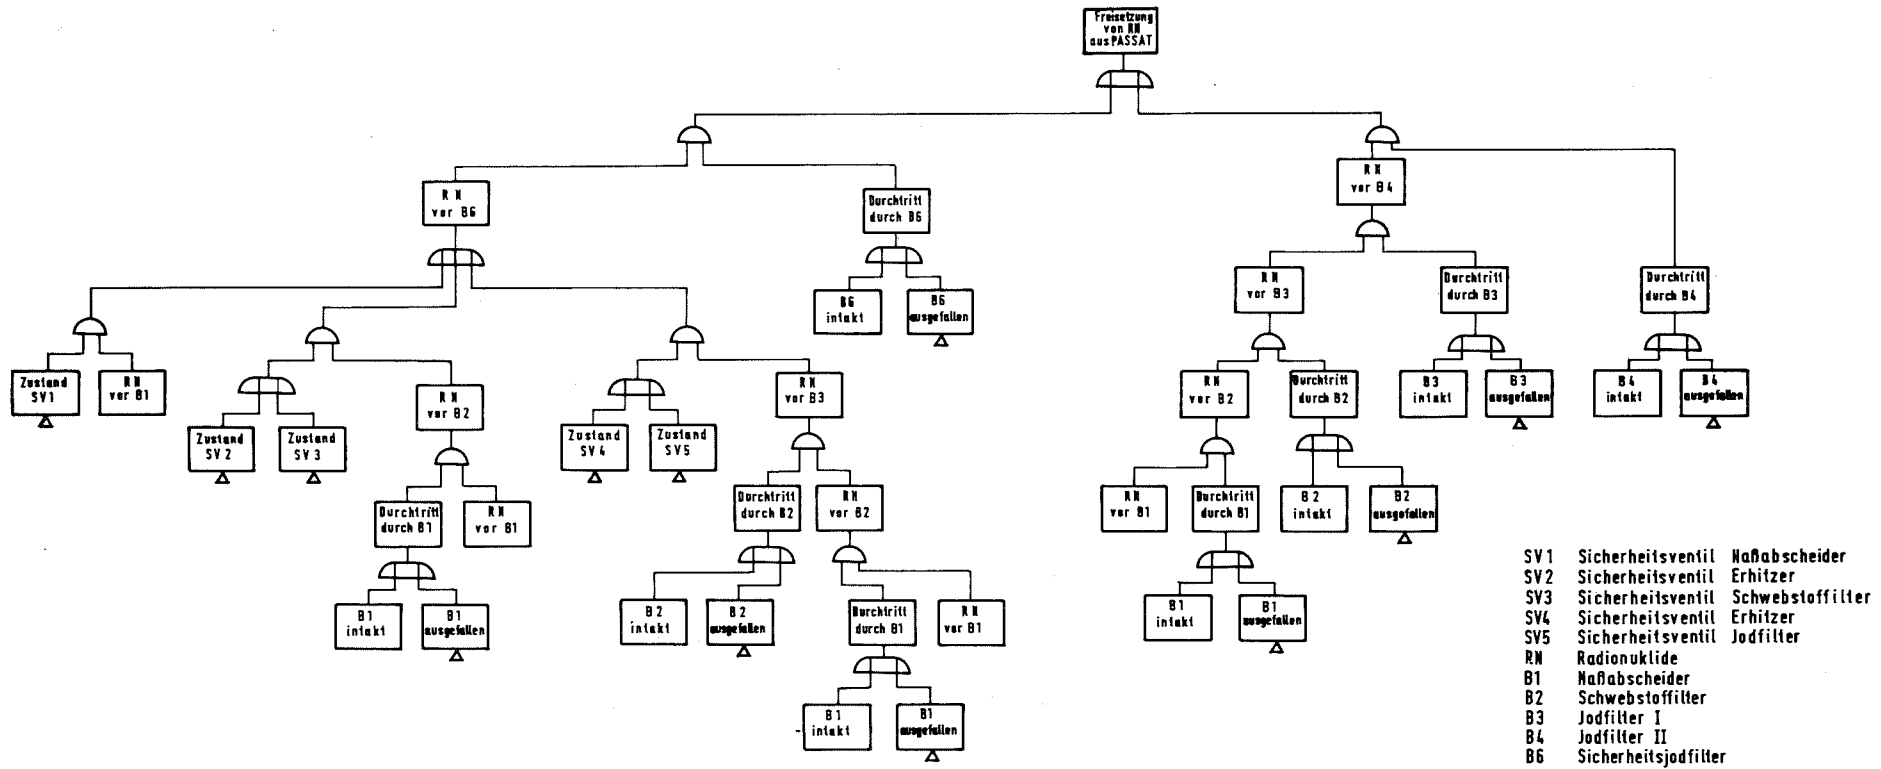 Freisetzung
von RN
aus PASSAT
RN
vor B6
Durchtritt
durch B6
B6
intakt
B6
ausgefallen
RN
vor B4
RN
vor B3
Durchtritt
durch B3
Durchtritt
durch B4
Zustand
SV1
RN
vor B1
Zustand
SV2
Zustand
SV3
RN
vor B2
Durchtritt
durch B1
RN
vor B1
B1
intakt
B1
ausgefallen
Zustand
SV4
Zustand
SV5
RN
vor B3
Durchtritt
durch B2
RN
vor B2
B2
intakt
B2
ausgefallen
Durchtritt
durch B1
RN
vor B1
B1
intakt
B1
ausgefallen
RN
vor B2
Durchtritt
durch B2
B3
intakt
B3
ausgefallen
B4
intakt
B4
ausgefallen
RN
vor B1
Durchtritt
durch B1
B2
intakt
B2
ausgefallen
B1
intakt
B1
ausgefallen
SV1 Sicherheitsventil Naßabscheider
SV2 Sicherheitsventil Erhitzer
SV3 Sicherheitsventil Schwebstoffilter
SV4 Sicherheitsventil Erhitzer
SV5 Sicherheitsventil Jodfilter
RN Radionuklide
B1 Naßabscheider
B2 Schwebstoffilter
B3 Jodfilter I
B4 Jodfilter II
B6 Sicherheitsjodfilter